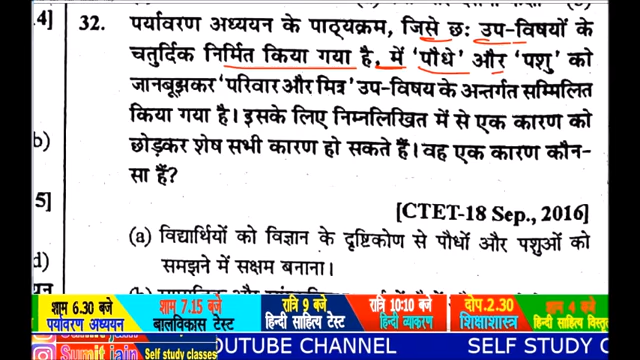 32. पर्यावरण अध्ययन के पाठ्यक्रम, जिसे छः उप-विषयों के
चतुर्दिक निर्मित किया गया है, में 'पौधे' और 'पशु' को
जानबूझकर 'परिवार और मित्र' उप-विषय के अन्तर्गत सम्मिलित
किया गया है। इसके लिए निम्नलिखित में से एक कारण को
छोड़कर शेष सभी कारण हो सकते हैं। वह एक कारण कौन-
सा है?
[CTET-18 Sep., 2016]
(a) विद्यार्थियों को विज्ञान के दृष्टिकोण से पौधों और पशुओं को
समझने में सक्षम बनाना।
b)
d)
शाम 6.30 बजे
पर्यावरण अध्ययन
शाम 7.15 बजे
बालविकास टेस्ट
रात्रि 9 बजे
हिन्दी साहित्य टेस्ट
रात्रि 10:10 बजे
हिन्दी व्याकरण
दोप. 2.30
शिक्षाशास्त्र
शाम 4 बजे
हिन्दी साहित्य
Sumit jain
Self study classes
OUTUBE CHANNEL
SELF STUDY C